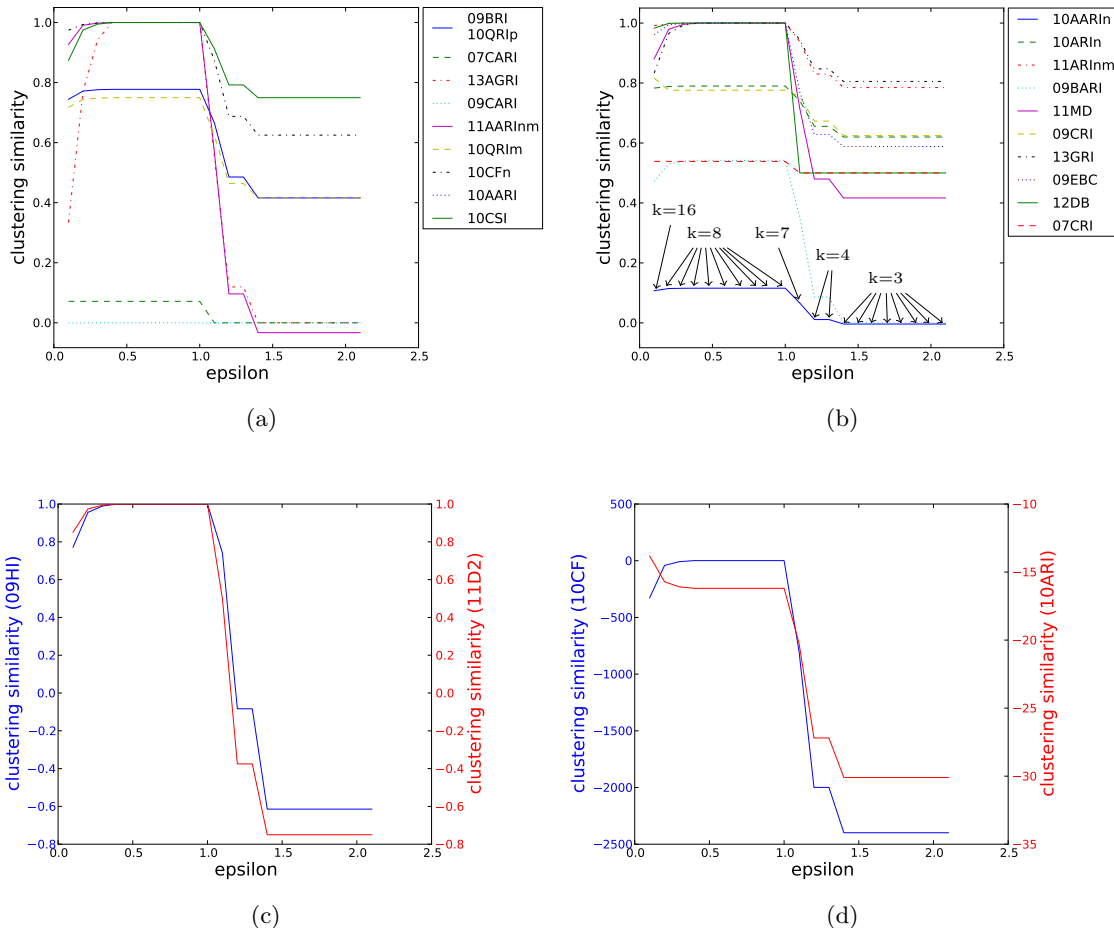 1.0
0.8
0.6
0.4
0.2
0.0
clustering similarity
0.0 0.5 1.0 1.5 2.0 2.5
epsilon
09BRI
10QRIp
07CARI
13AGRI
09CARI
11AARInm
10QRIm
10CFn
10AARI
10CSI
(a)
1.0
0.8
0.6
0.4
0.2
0.0
clustering similarity
k=16
k=8
k=7
k=4
k=3
0.0 0.5 1.0 1.5 2.0 2.5
epsilon
10AARIn
10ARIn
11ARInm
09BARI
11MD
09CRI
13GRI
09EBC
12DB
07CRI
(b)
1.0
0.8
0.6
0.4
0.2
0.0
−0.2
−0.4
−0.6
−0.8
clustering similarity (09HI)
0.0 0.5 1.0 1.5 2.0 2.5
epsilon
1.0
0.8
0.6
0.4
0.2
0.0
−0.2
−0.4
−0.6
−0.8
clustering similarity (11D2)
(c)
500
0
−500
−1000
−1500
−2000
−2500
clustering similarity (10CF)
0.0 0.5 1.0 1.5 2.0 2.5
epsilon
−10
−15
−20
−25
−30
−35
clustering similarity (10ARI)
(d)